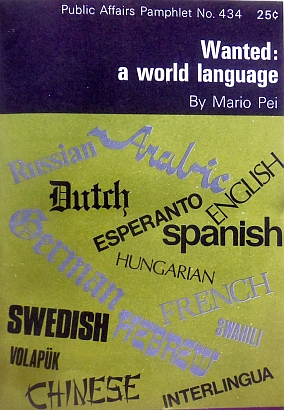 Public Affairs Pamphlet No. 434 25¢
Wanted:
a world language
By Mario Pei
Russian
Arabic
Dutch
ENGLISH
ESPERANTO
spanish
German
HUNGARIAN
FRENCH
SWEDISH
HEBREW
SWAHILI
VOLAPÜK
CHINESE
INTERLINGUA